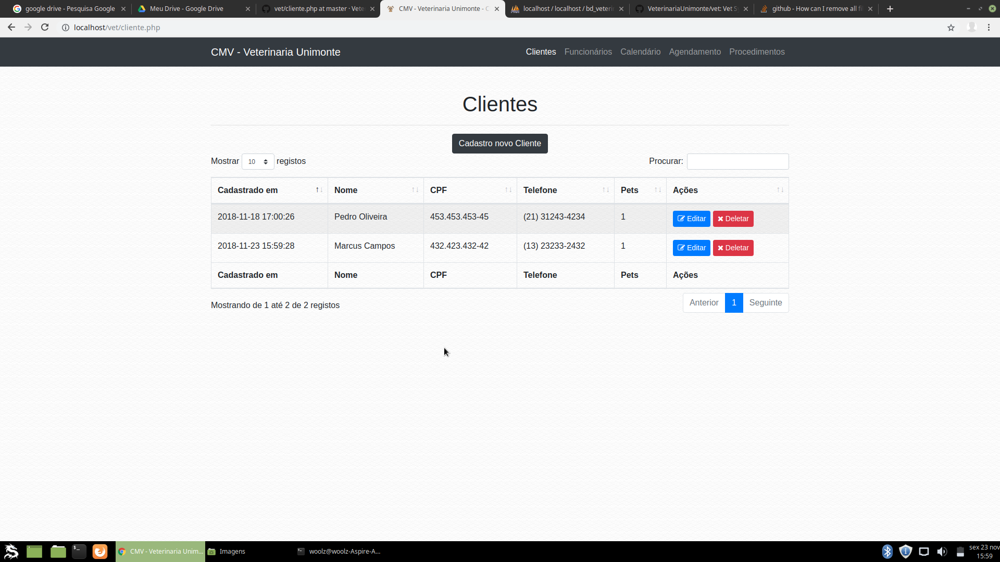 google drive - Pesquisa Google
Meu Drive - Google Drive
vet/cliente.php at master · Vete
CMV - Veterinaria Unimonte - C
localhost / localhost / bd_veteri
VeterinariaUnimonte/vet: Vet S
github - How can I remove all fi
localhost/vet/cliente.php
CMV - Veterinaria Unimonte
Clientes Funcionários Calendário Agendamento Procedimentos
Clientes
Cadastro novo Cliente
Mostrar 10 registos
Procurar:
Cadastrado em Nome CPF Telefone Pets Ações
2018-11-18 17:00:26 Pedro Oliveira 453.453.453-45 (21) 31243-4234 1 Editar Deletar
2018-11-23 15:59:28 Marcus Campos 432.423.432-42 (13) 23233-2432 1 Editar Deletar
Cadastrado em Nome CPF Telefone Pets Ações
Mostrando de 1 até 2 de 2 registos
Anterior 1 Seguinte
CMV - Veterinaria Unim...
Imagens
woolz@woolz-Aspire-A...
sex 23 nov
15:59